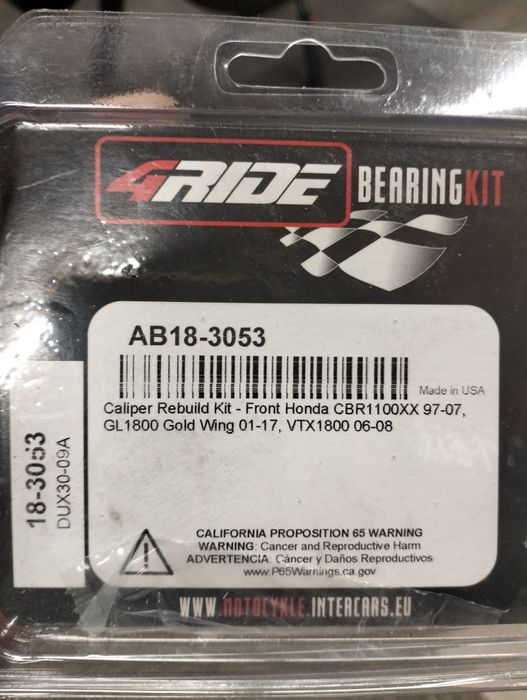 4RIDE BEARINGKIT
AB18-3053
Made in USA
Caliper Rebuild Kit - Front Honda CBR1100XX 97-07,
GL1800 Gold Wing 01-17, VTX1800 06-08
18-3053
DUX30-09A
CALIFORNIA PROPOSITION 65 WARNING
WARNING: Cancer and Reproductive Harm
ADVERTENCIA: Cáncer y Daños Reproductivos
www.P65Warnings.ca.gov
WWW.MOTOCYKLE.INTERCARS.EU